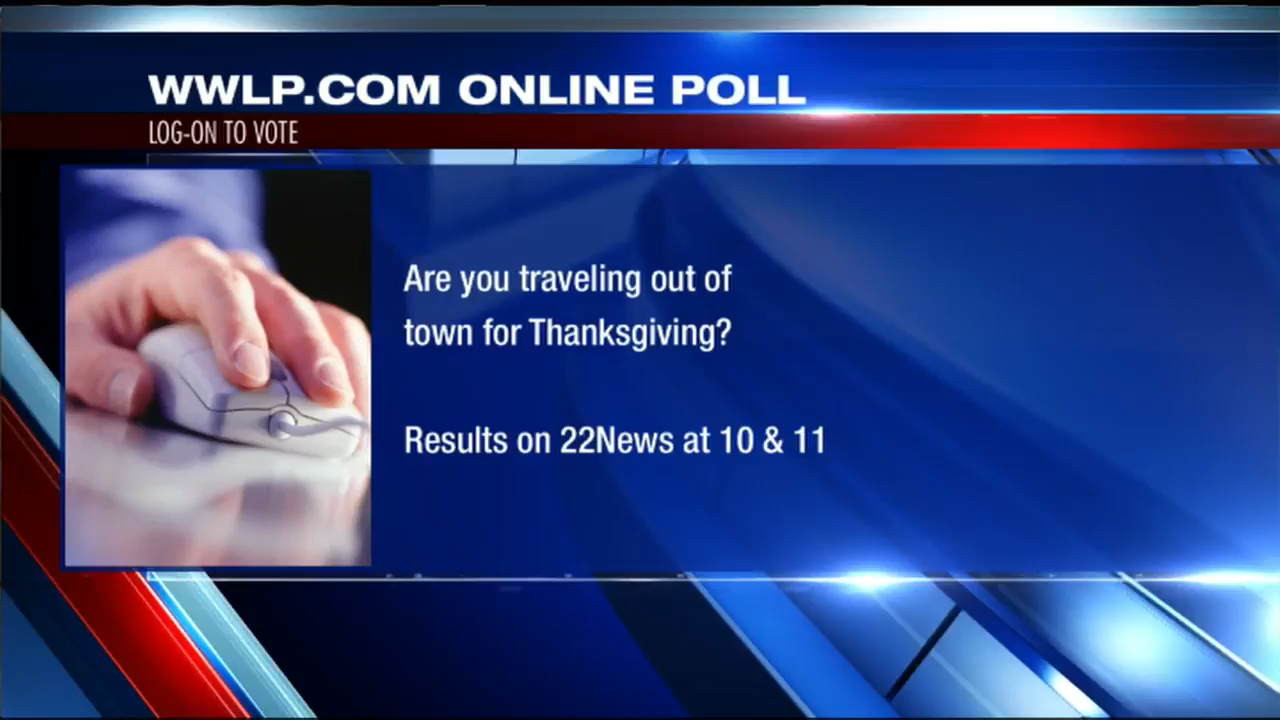 WWLP.COM ONLINE POLL
LOG-ON TO VOTE
Are you traveling out of
town for Thanksgiving?
Results on 22News at 10 & 11